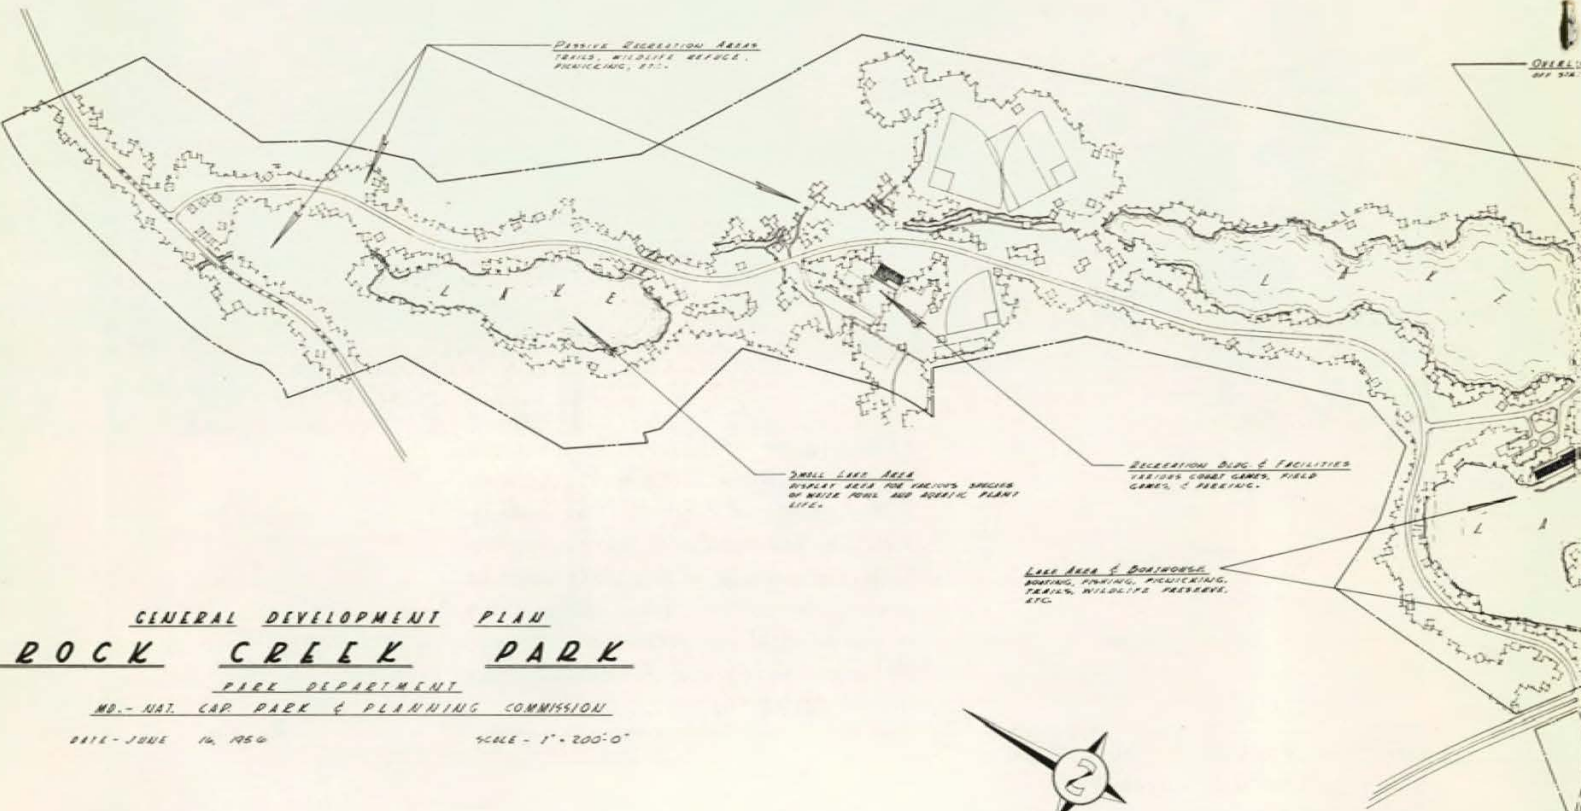 PASSIVE RECREATION AREAS
TRAILS, WILDLIFE REFUGE,
PICNICKING, ETC.
L A K E
L A K E
SMALL LAKE AREA
DISPLAY AREA FOR VARIOUS SPECIES
OF WATER FOWL AND AQUATIC PLANT
LIFE.
RECREATION BLDG. & FACILITIES
VARIOUS COURT GAMES, FIELD
GAMES, & PARKING.
L A
LAKE AREA & BOATHOUSE
BOATING, FISHING, PICNICKING,
TRAILS, WILDLIFE PRESERVE,
ETC.
GENERAL DEVELOPMENT PLAN
ROCK CREEK PARK
PARK DEPARTMENT
MD. - NAT. CAP. PARK & PLANNING COMMISSION
DATE - JUNE 16, 1956
SCALE - 1" = 200'-0"